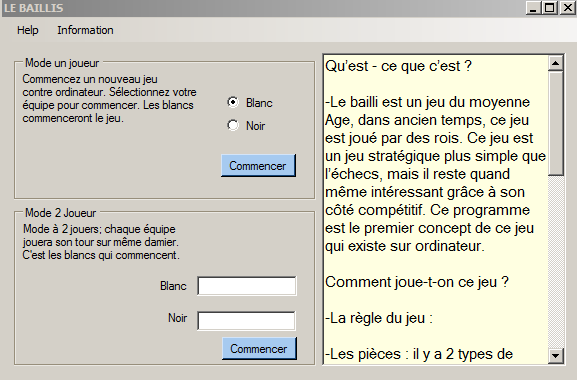 LE BAILLIS
Help Information
Mode un joueur
Commencez un nouveau jeu
contre ordinateur. Sélectionnez votre
équipe pour commencer. Les blancs
commenceront le jeu.
Blanc
Noir
Commencer
Mode 2 Joueur
Mode à 2 jouers; chaque équipe
jouera son tour sur même damier.
C'est les blancs qui commencent.
Blanc
Noir
Commencer
Qu'est - ce que c'est ?
-Le bailli est un jeu du moyenne
Age, dans ancien temps, ce jeu
est joué par des rois. Ce jeu est
un jeu stratégique plus simple que
l'échecs, mais il reste quand
même intéressant grâce à son
côté compétitif. Ce programme
est le premier concept de ce jeu
qui existe sur ordinateur.
Comment joue-t-on ce jeu ?
-La règle du jeu :
-Les pièces : il y a 2 types de